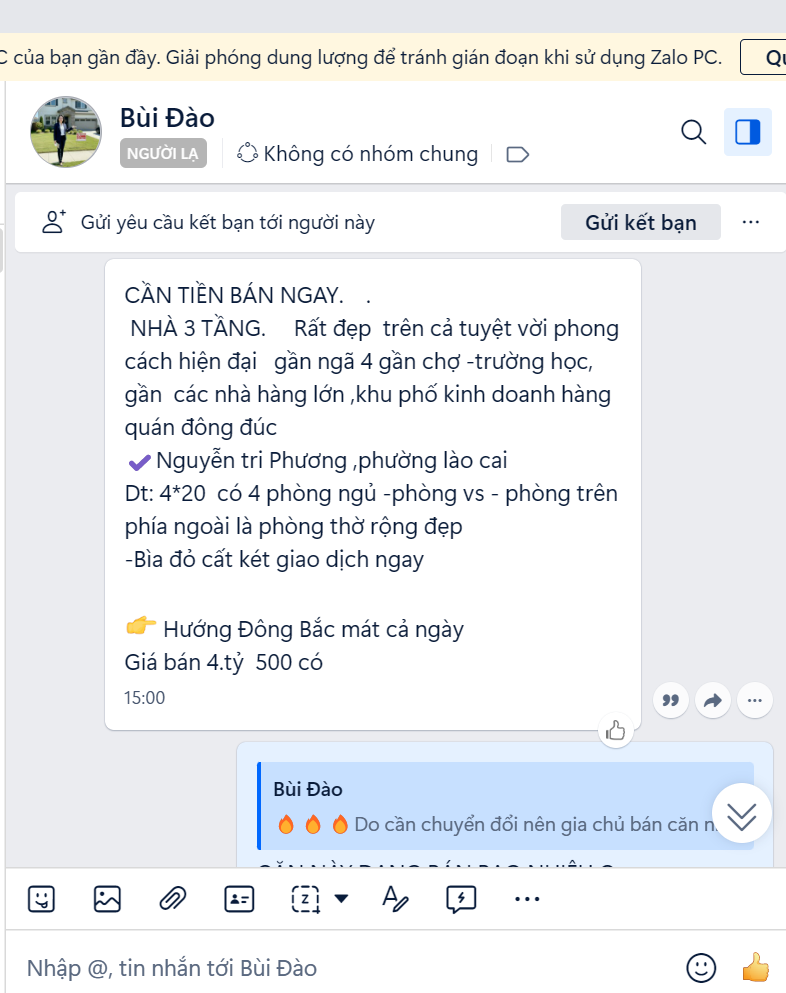 C của bạn gần đầy. Giải phóng dung lượng để tránh gián đoạn khi sử dụng Zalo PC.
Bùi Đào
NGƯỜI LẠ
Không có nhóm chung
Gửi yêu cầu kết bạn tới người này
Gửi kết bạn
CẦN TIỀN BÁN NGAY.    .
NHÀ 3 TẦNG.     Rất đẹp  trên cả tuyệt vời phong
cách hiện đại   gần ngã 4 gần chợ -trường học,
gần  các nhà hàng lớn ,khu phố kinh doanh hàng
quán đông đúc
✔Nguyễn tri Phương ,phường lào cai
Dt: 4*20  có 4 phòng ngủ -phòng vs - phòng trên
phía ngoài là phòng thờ rộng đẹp
-Bìa đỏ cất két giao dịch ngay
👉 Hướng Đông Bắc mát cả ngày
Giá bán 4.tỷ  500 có
15:00
Bùi Đào
🔥🔥🔥Do cần chuyển đổi nên gia chủ bán căn
Nhập @, tin nhắn tới Bùi Đào